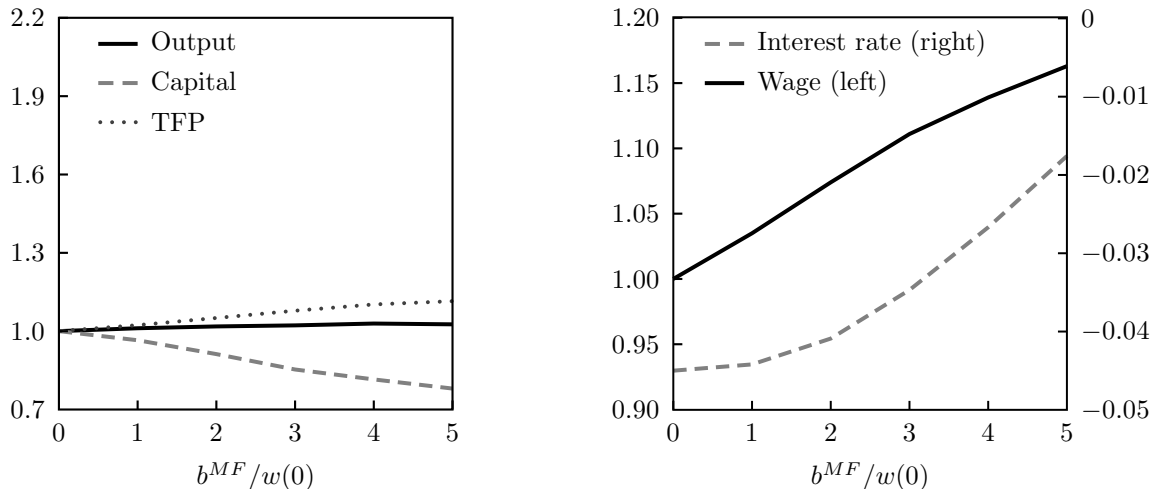 2.2
1.9
1.6
1.3
1.0
0.7
0 1 2 3 4 5
b^{MF}/w(0)
Output
Capital
TFP
1.20
1.15
1.10
1.05
1.00
0.95
0.90
0 1 2 3 4 5
b^{MF}/w(0)
Interest rate (right)
Wage (left)
0
−0.01
−0.02
−0.03
−0.04
−0.05